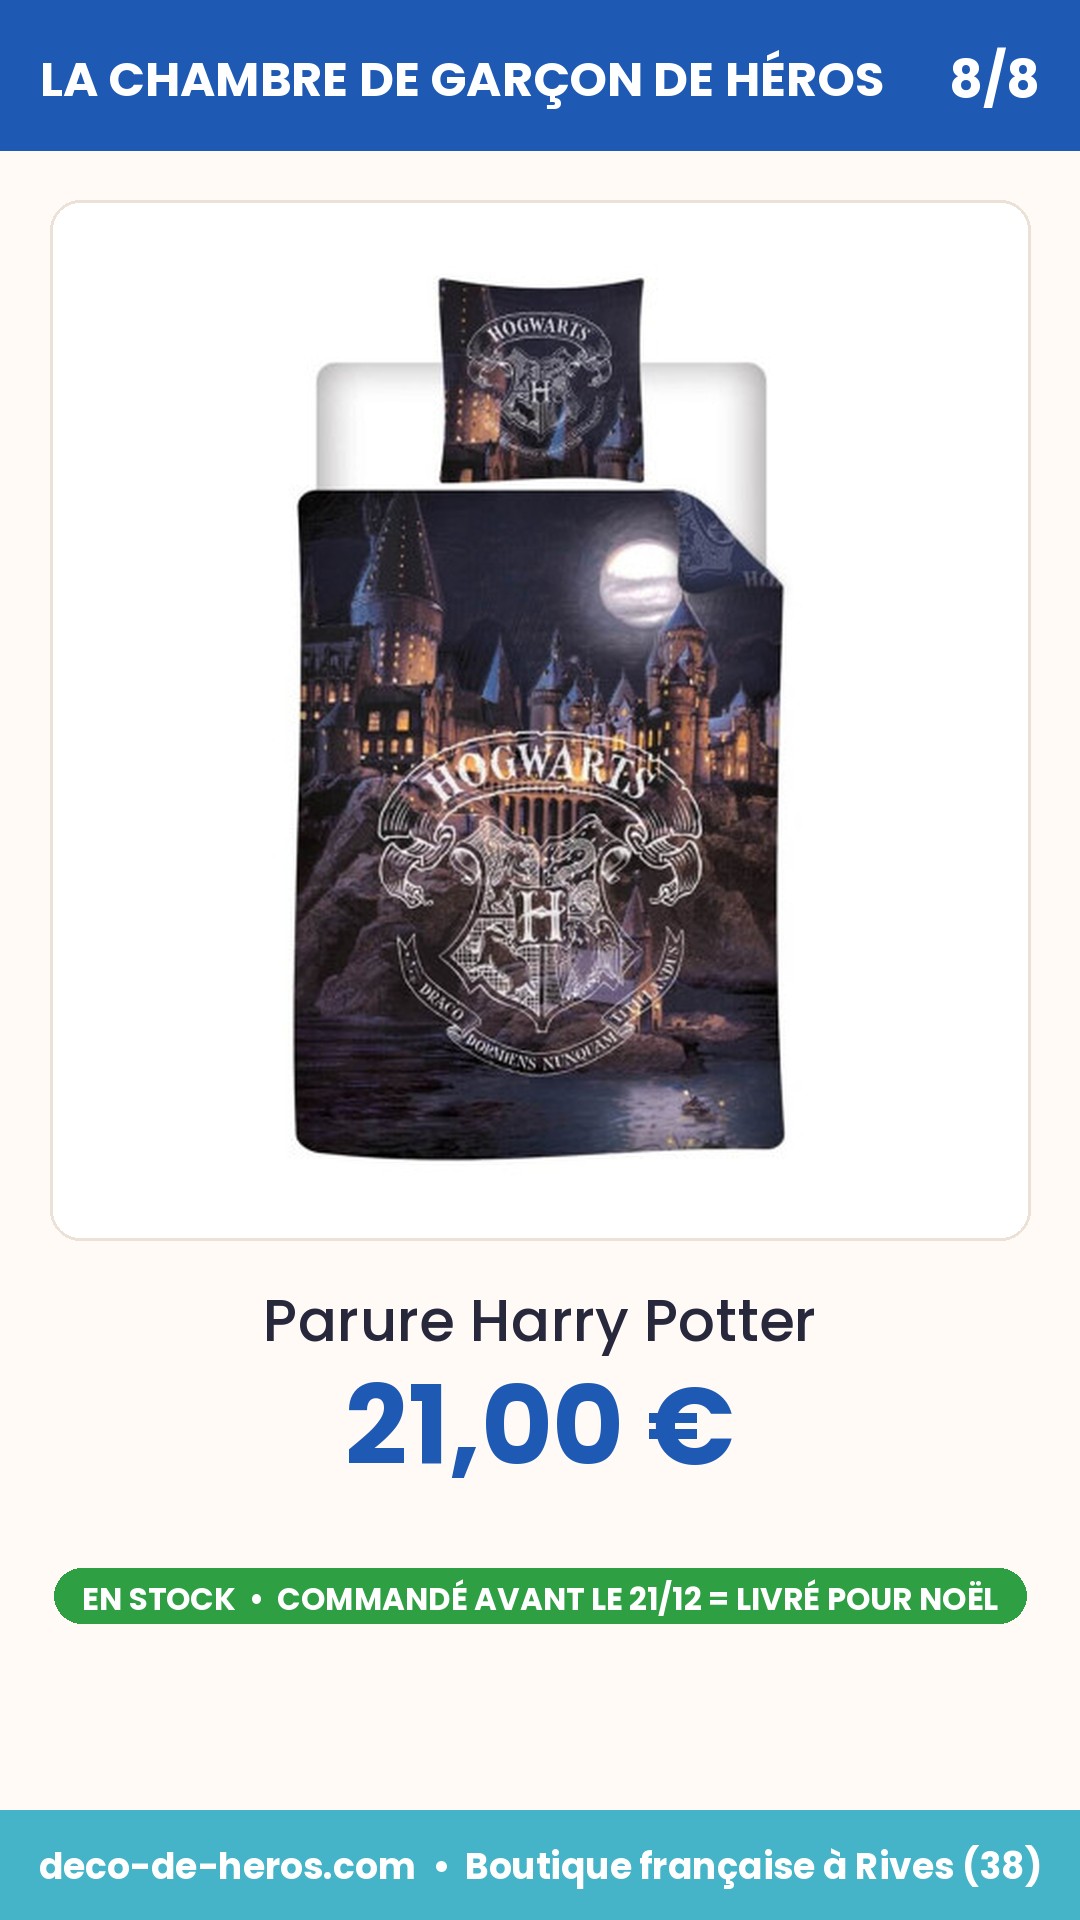 LA CHAMBRE DE GARÇON DE HÉROS 8/8
HOGWARTS
H
HOGWARTS
H
DRACO
DORMIENS NUNQUAM
TITILLANDUS
Parure Harry Potter
21,00 €
EN STOCK • COMMANDÉ AVANT LE 21/12 = LIVRÉ POUR NOËL
deco-de-heros.com • Boutique française à Rives (38)